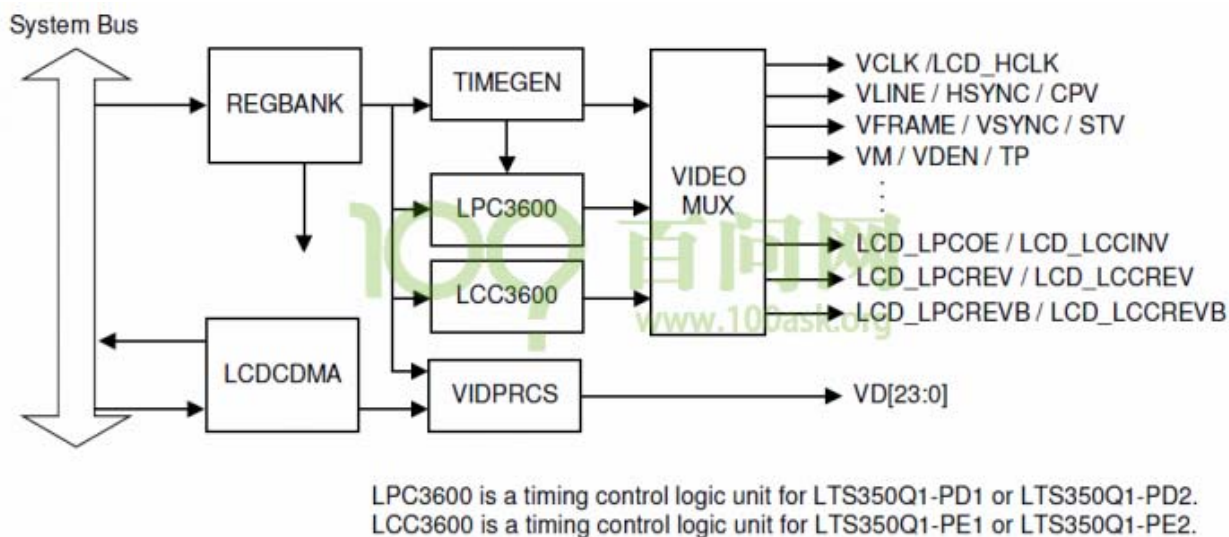 System Bus
REGBANK
TIMEGEN
LPC3600
LCC3600
VIDEO
MUX
LCDCDMA
VIDPRCS
VCLK /LCD_HCLK
VLINE / HSYNC / CPV
VFRAME / VSYNC / STV
VM / VDEN / TP
LCD_LPCOE / LCD_LCCINV
LCD_LPCREV / LCD_LCCREV
LCD_LPCREVB / LCD_LCCREVB
VD[23:0]
100 百问网
www.100ask.org
LPC3600 is a timing control logic unit for LTS350Q1-PD1 or LTS350Q1-PD2.
LCC3600 is a timing control logic unit for LTS350Q1-PE1 or LTS350Q1-PE2.